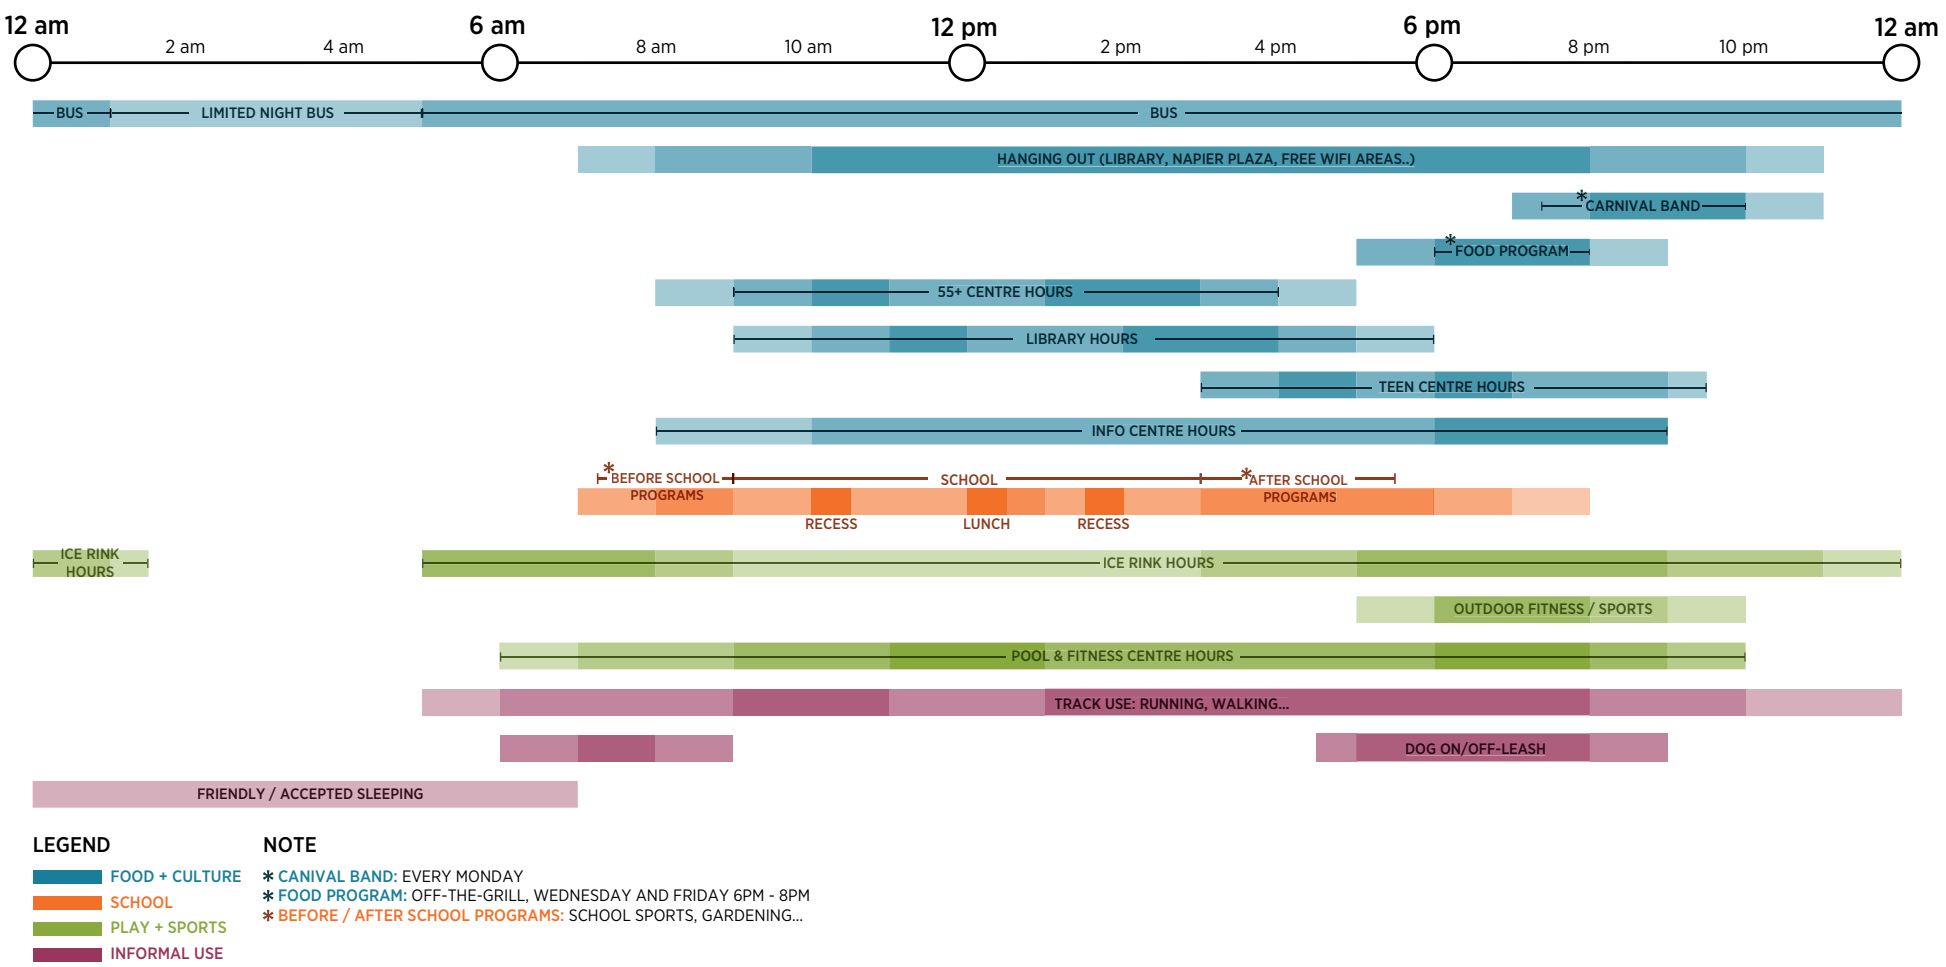 12 am
6 am
12 pm
6 pm
12 am
2 am
4 am
8 am
10 am
2 pm
4 pm
8 pm
10 pm
BUS
LIMITED NIGHT BUS
BUS
HANGING OUT (LIBRARY, NAPIER PLAZA, FREE WIFI AREAS..)
*CARNIVAL BAND
*FOOD PROGRAM
55+ CENTRE HOURS
LIBRARY HOURS
TEEN CENTRE HOURS
INFO CENTRE HOURS
*BEFORE SCHOOL
PROGRAMS
SCHOOL
*AFTER SCHOOL
PROGRAMS
RECESS
LUNCH
RECESS
ICE RINK
HOURS
ICE RINK HOURS
OUTDOOR FITNESS / SPORTS
POOL & FITNESS CENTRE HOURS
TRACK USE: RUNNING, WALKING...
DOG ON/OFF-LEASH
FRIENDLY / ACCEPTED SLEEPING
LEGEND
FOOD + CULTURE
SCHOOL
PLAY + SPORTS
INFORMAL USE
NOTE
* CANIVAL BAND: EVERY MONDAY
* FOOD PROGRAM: OFF-THE-GRILL, WEDNESDAY AND FRIDAY 6PM - 8PM
* BEFORE / AFTER SCHOOL PROGRAMS: SCHOOL SPORTS, GARDENING...